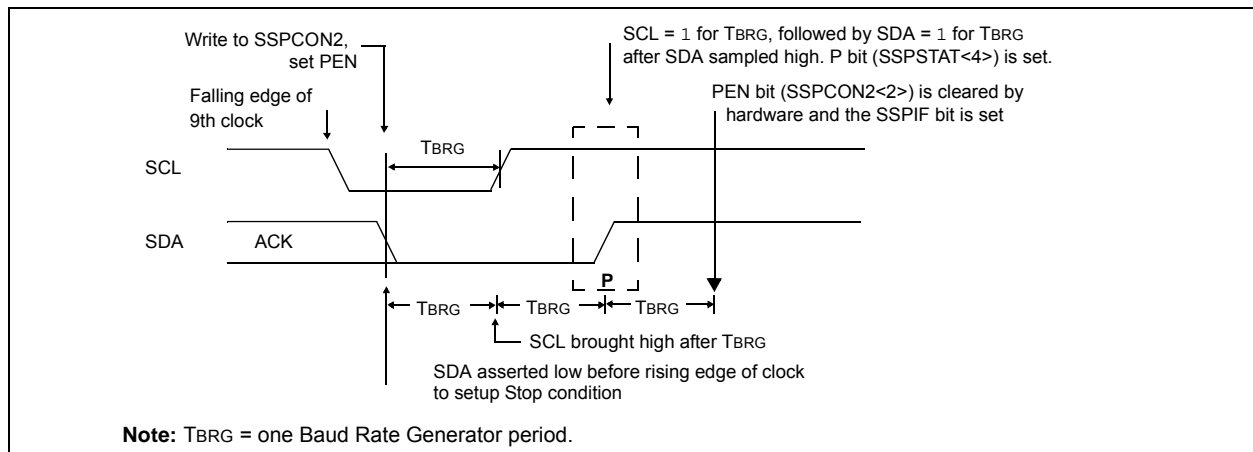 Write to SSPCON2,
set PEN
SCL = 1 for TBRG, followed by SDA = 1 for TBRG
after SDA sampled high. P bit (SSPSTAT<4>) is set.
Falling edge of
9th clock
PEN bit (SSPCON2<2>) is cleared by
hardware and the SSPIF bit is set
TBRG
SCL
SDA
ACK
P
TBRG
TBRG
TBRG
SCL brought high after TBRG
SDA asserted low before rising edge of clock
to setup Stop condition
Note: TBRG = one Baud Rate Generator period.